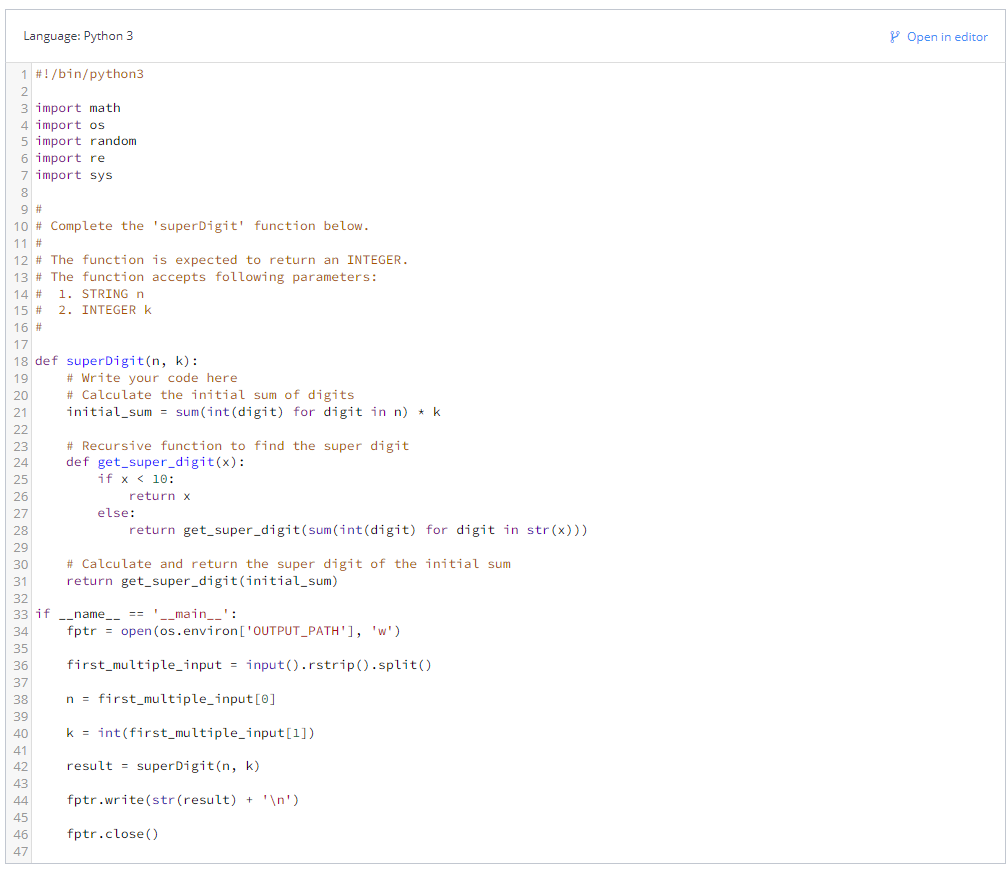 Language: Python 3
Open in editor
1 #!/bin/python3
2
3 import math
4 import os
5 import random
6 import re
7 import sys
8
9 #
10 # Complete the 'superDigit' function below.
11 #
12 # The function is expected to return an INTEGER.
13 # The function accepts following parameters:
14 #  1. STRING n
15 #  2. INTEGER k
16 #
17
18 def superDigit(n, k):
19     # Write your code here
20     # Calculate the initial sum of digits
21     initial_sum = sum(int(digit) for digit in n) * k
22
23     # Recursive function to find the super digit
24     def get_super_digit(x):
25         if x < 10:
26             return x
27         else:
28             return get_super_digit(sum(int(digit) for digit in str(x)))
29
30     # Calculate and return the super digit of the initial sum
31     return get_super_digit(initial_sum)
32
33 if __name__ == '__main__':
34     fptr = open(os.environ['OUTPUT_PATH'], 'w')
35
36     first_multiple_input = input().rstrip().split()
37
38     n = first_multiple_input[0]
39
40     k = int(first_multiple_input[1])
41
42     result = superDigit(n, k)
43
44     fptr.write(str(result) + '\n')
45
46     fptr.close()
47